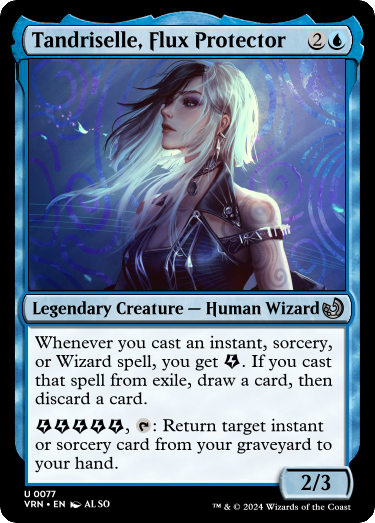 Tandriselle, Flux Protector 2
Legendary Creature — Human Wizard
Whenever you cast an instant, sorcery,
or Wizard spell, you get . If you cast
that spell from exile, draw a card, then
discard a card.
, : Return target instant
or sorcery card from your graveyard to
your hand.
2/3
U 0077
VRN • EN ALSO
™ & © 2024 Wizards of the Coast